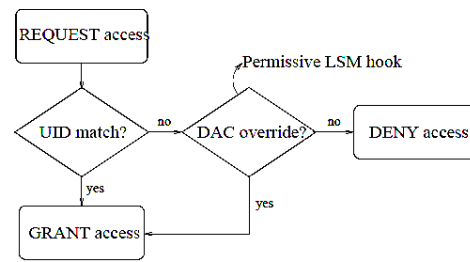 REQUEST access
Permissive LSM hook
UID match?
no
DAC override?
no
DENY access
yes
yes
GRANT access